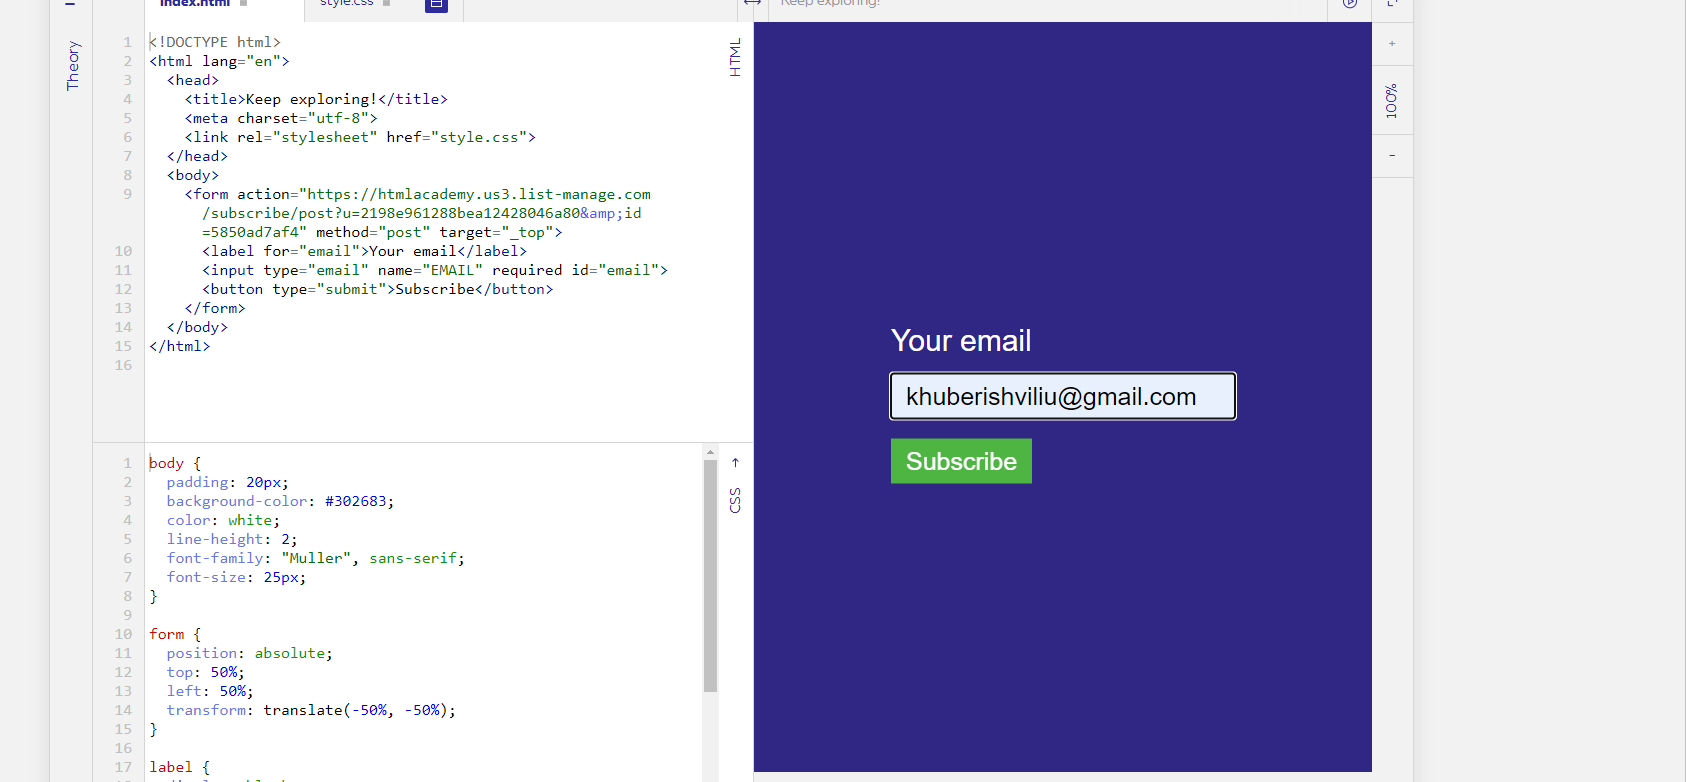 index.html
style.css
Keep exploring!
Theory
HTML
1 <!DOCTYPE html>
2 <html lang="en">
3 <head>
4 <title>Keep exploring!</title>
5 <meta charset="utf-8">
6 <link rel="stylesheet" href="style.css">
7 </head>
8 <body>
9 <form action="https://htmlacademy.us3.list-manage.com
/subscribe/post?u=2198e961288bea12428046a80&amp;id
=5850ad7af4" method="post" target="_top">
10 <label for="email">Your email</label>
11 <input type="email" name="EMAIL" required id="email">
12 <button type="submit">Subscribe</button>
13 </form>
14 </body>
15 </html>
16
CSS
1 body {
2 padding: 20px;
3 background-color: #302683;
4 color: white;
5 line-height: 2;
6 font-family: "Muller", sans-serif;
7 font-size: 25px;
8 }
9
10 form {
11 position: absolute;
12 top: 50%;
13 left: 50%;
14 transform: translate(-50%, -50%);
15 }
16
17 label {
Your email
khuberishviliu@gmail.com
Subscribe
+
100%
-